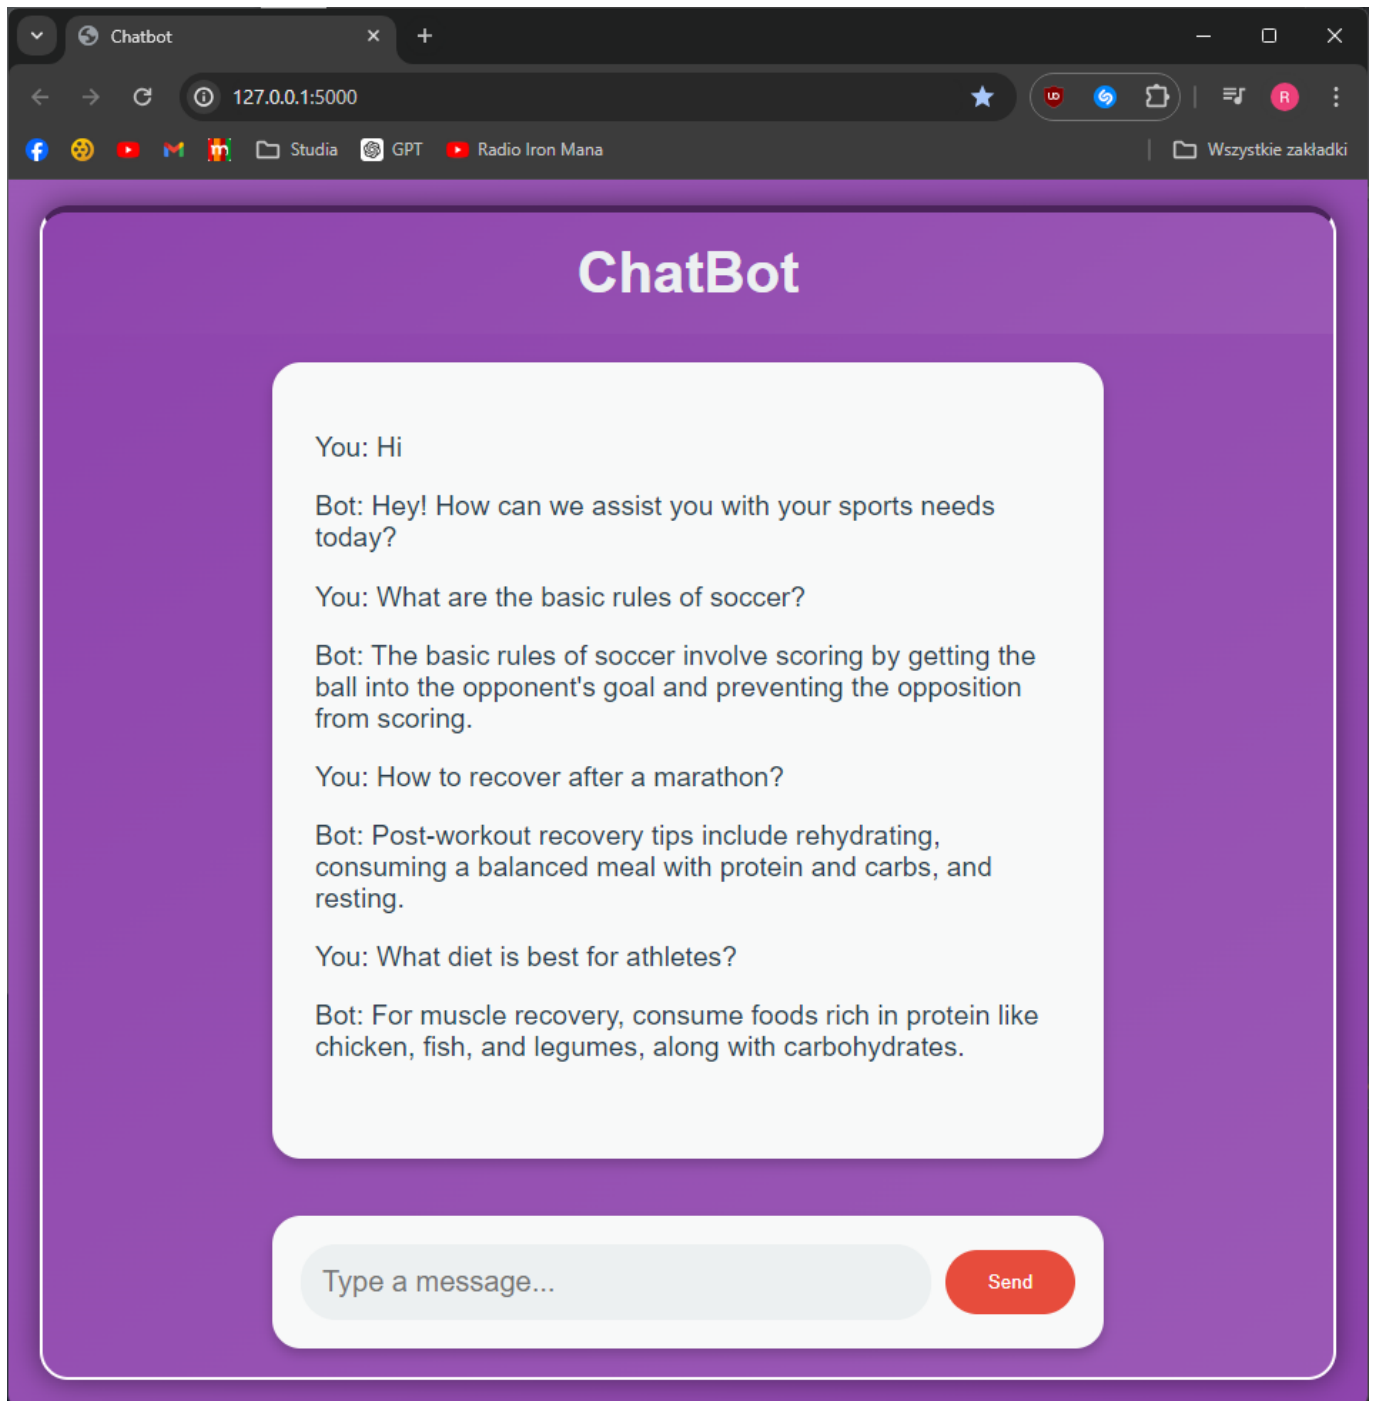 Chatbot
127.0.0.1:5000
R
Studia
GPT
Radio Iron Mana
Wszystkie zakładki
ChatBot
You: Hi
Bot: Hey! How can we assist you with your sports needs
today?
You: What are the basic rules of soccer?
Bot: The basic rules of soccer involve scoring by getting the
ball into the opponent's goal and preventing the opposition
from scoring.
You: How to recover after a marathon?
Bot: Post-workout recovery tips include rehydrating,
consuming a balanced meal with protein and carbs, and
resting.
You: What diet is best for athletes?
Bot: For muscle recovery, consume foods rich in protein like
chicken, fish, and legumes, along with carbohydrates.
Type a message...
Send